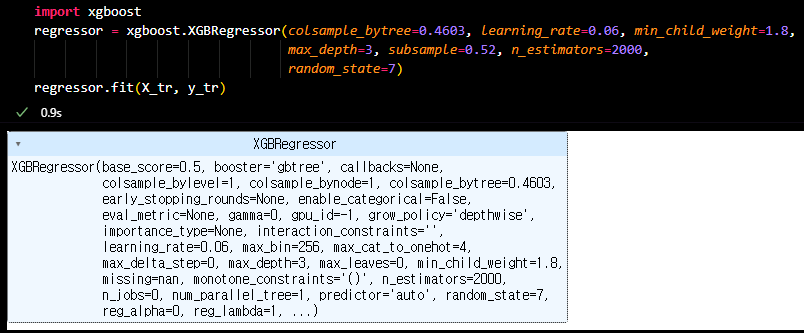 import xgboost
regressor = xgboost.XGBRegressor(colsample_bytree=0.4603, learning_rate=0.06, min_child_weight=1.8,
max_depth=3, subsample=0.52, n_estimators=2000,
random_state=7)
regressor.fit(X_tr, y_tr)
✓ 0.9s
▾ XGBRegressor
XGBRegressor(base_score=0.5, booster='gbtree', callbacks=None,
colsample_bylevel=1, colsample_bynode=1, colsample_bytree=0.4603,
early_stopping_rounds=None, enable_categorical=False,
eval_metric=None, gamma=0, gpu_id=-1, grow_policy='depthwise',
importance_type=None, interaction_constraints='',
learning_rate=0.06, max_bin=256, max_cat_to_onehot=4,
max_delta_step=0, max_depth=3, max_leaves=0, min_child_weight=1.8,
missing=nan, monotone_constraints='()', n_estimators=2000,
n_jobs=0, num_parallel_tree=1, predictor='auto', random_state=7,
reg_alpha=0, reg_lambda=1, ...)